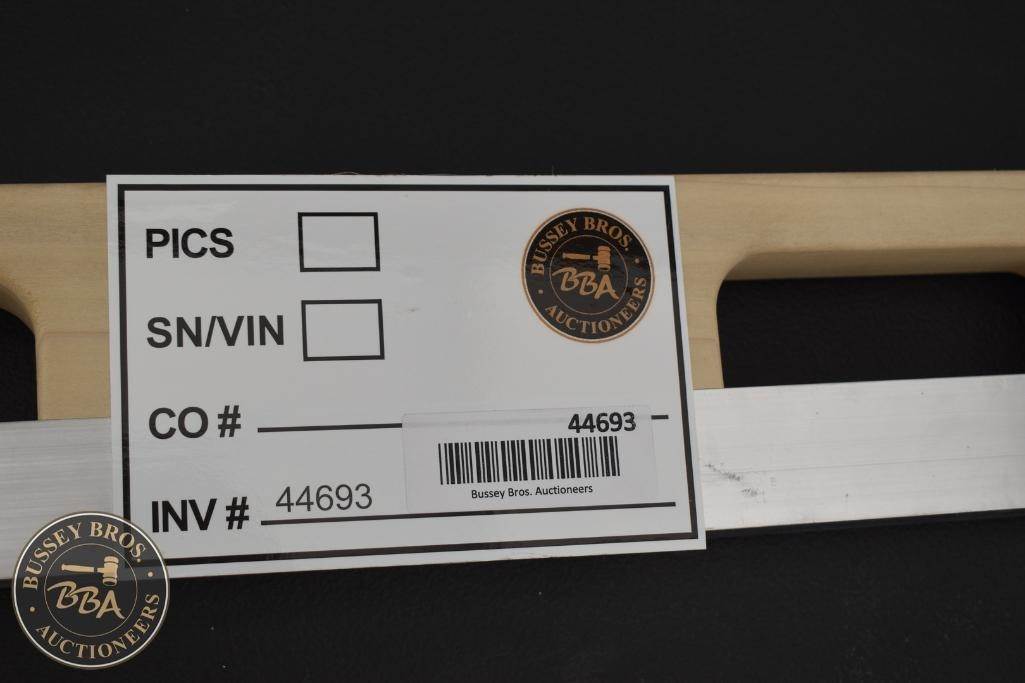 PICS
BUSSEY BROS.
BBA
AUCTIONEERS
SN/VIN
CO #
44693
Bussey Bros. Auctioneers
INV # 44693
BUSSEY BROS.
BBA
AUCTIONEERS